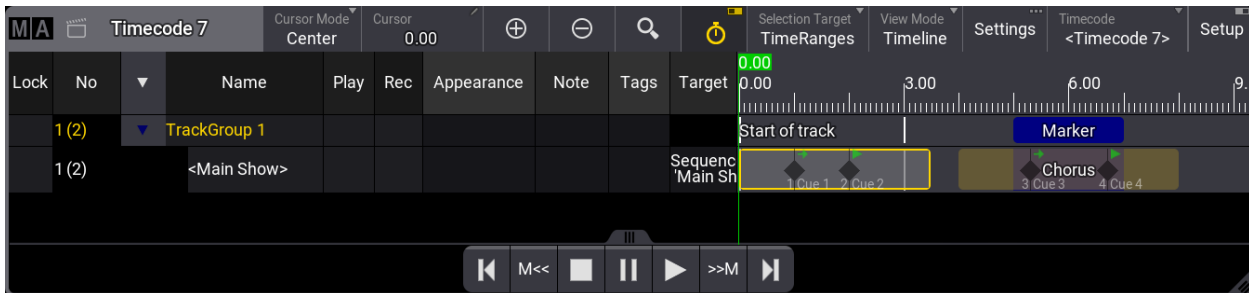 MA Timecode 7 Cursor Mode Cursor Selection Target View Mode Settings Timecode Setup
Center 0.00 TimeRanges Timeline <Timecode 7>
Lock No Name Play Rec Appearance Note Tags Target 0.00
0.00 3.00 6.00 9.
1 (2) TrackGroup 1 Start of track Marker
1 (2) <Main Show> Sequenc
'Main Sh
Chorus
1 Cue 1 2 Cue 2 3 Cue 3 4 Cue 4
M<< >>M